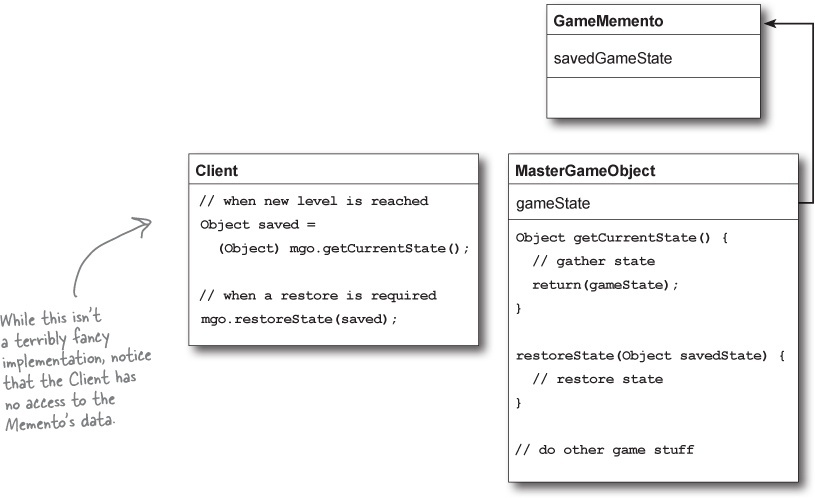 GameMemento
savedGameState
Client
// when new level is reached
Object saved =
(Object) mgo.getCurrentState();
// when a restore is required
mgo.restoreState(saved);
MasterGameObject
gameState
Object getCurrentState() {
// gather state
return(gameState);
}
restoreState(Object savedState) {
// restore state
}
// do other game stuff
While this isn't
a terribly fancy
implementation, notice
that the Client has
no access to the
Memento's data.